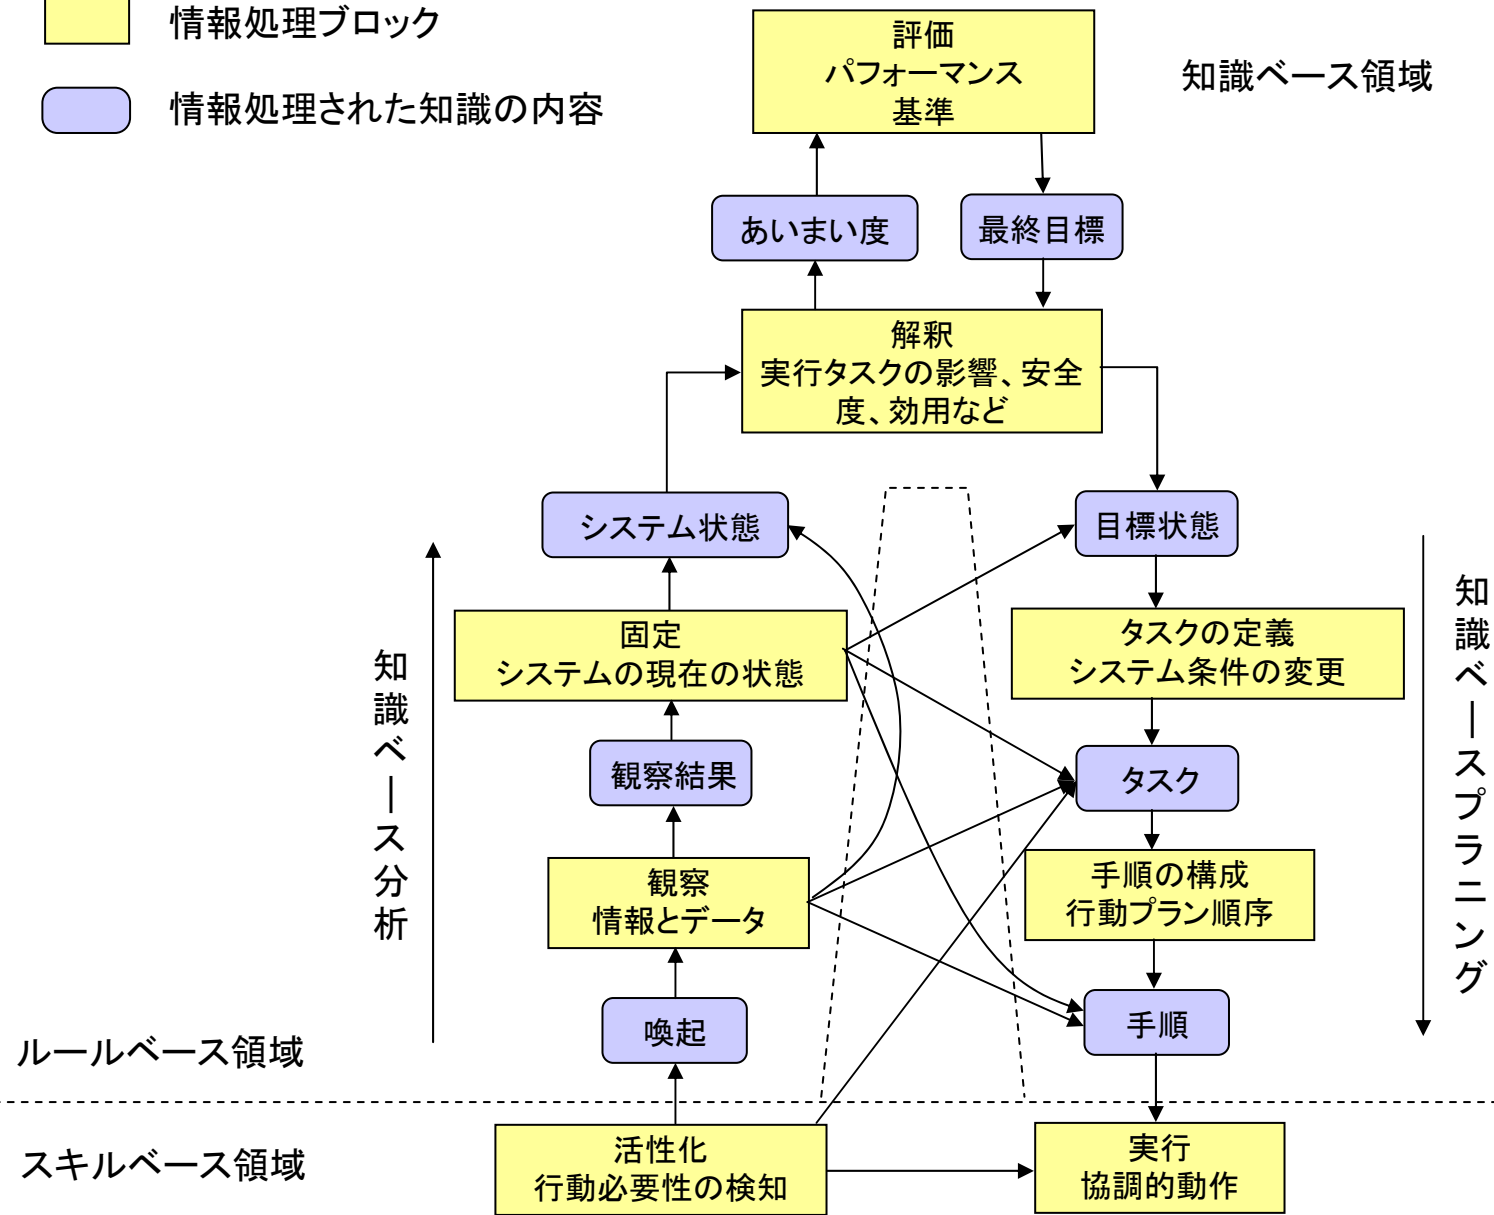 情報処理ブロック
情報処理された知識の内容
知識ベース領域
評価
パフォーマンス
基準
あいまい度
最終目標
解釈
実行タスクの影響、安全
度、効用など
システム状態
目標状態
固定
システムの現在の状態
タスクの定義
システム条件の変更
知識ベース分析
知識ベースプラニング
観察結果
タスク
観察
情報とデータ
手順の構成
行動プラン順序
喚起
手順
ルールベース領域
スキルベース領域
活性化
行動必要性の検知
実行
協調的動作